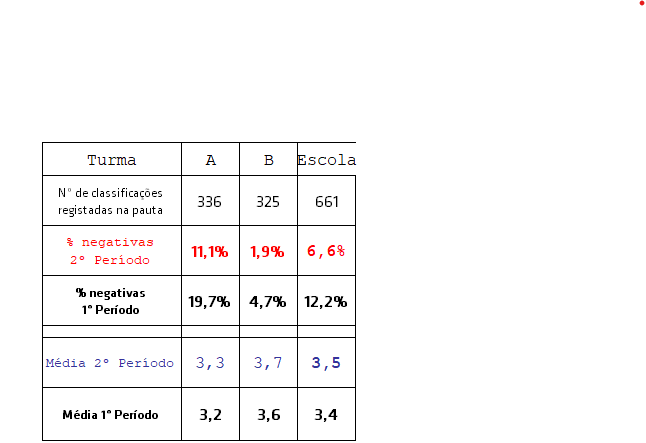 Turma A B Escola
Nº de classificações
registadas na pauta 336 325 661
% negativas
2º Período 11,1% 1,9% 6,6%
% negativas
1º Período 19,7% 4,7% 12,2%
Média 2º Período 3,3 3,7 3,5
Média 1º Período 3,2 3,6 3,4